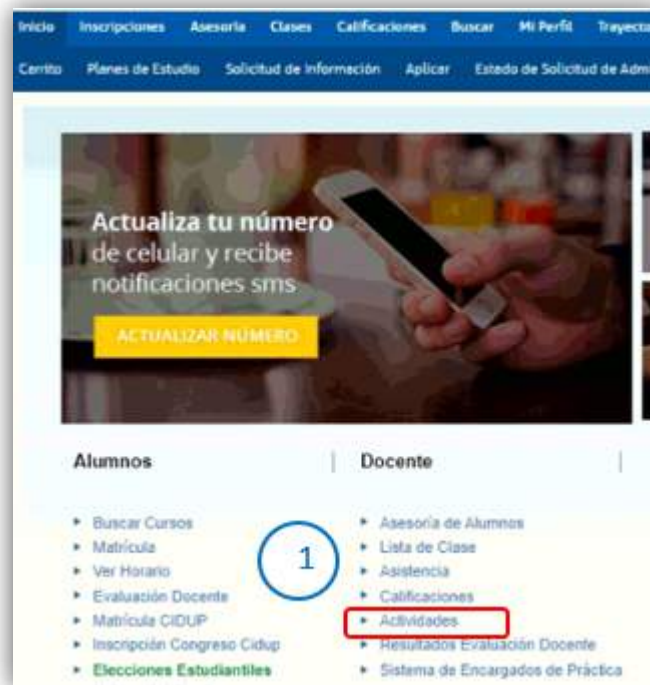 Inicio Inscripciones Asesoría Clases Calificaciones Buscar Mi Perfil Trayecto
Cerrito Planes de Estudio Solicitud de Información Aplicar Estado de Solicitud de Adm
Actualiza tu número
de celular y recibe
notificaciones sms
ACTUALIZAR NÚMERO
Alumnos
Buscar Cursos
Matrícula
Ver Horario
Evaluación Docente
Matrícula CIDUP
Inscripción Congreso Cidup
Elecciones Estudiantiles
1
Docente
Asesoría de Alumnos
Lista de Clase
Asistencia
Calificaciones
Actividades
Resultados Evaluación Docente
Sistema de Encargados de Práctica